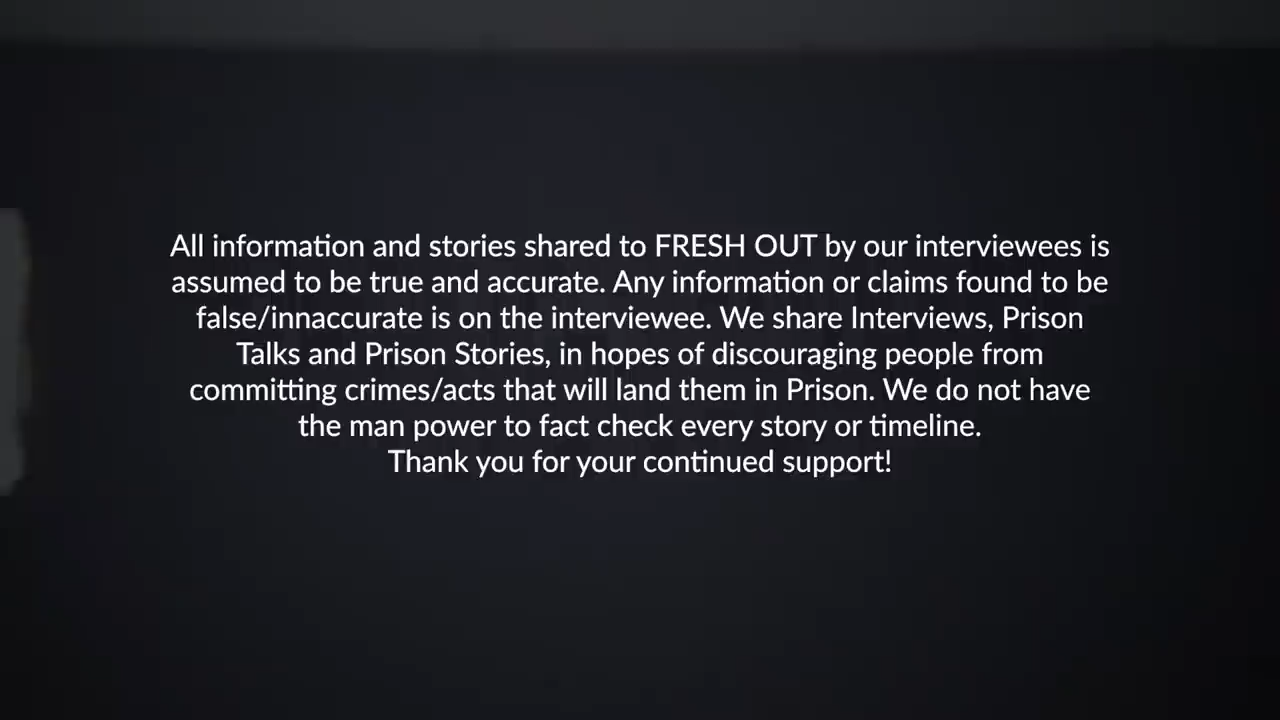 All information and stories shared to FRESH OUT by our interviewees is
assumed to be true and accurate. Any information or claims found to be
false/innaccurate is on the interviewee. We share Interviews, Prison
Talks and Prison Stories, in hopes of discouraging people from
committing crimes/acts that will land them in Prison. We do not have
the man power to fact check every story or timeline.
Thank you for your continued support!